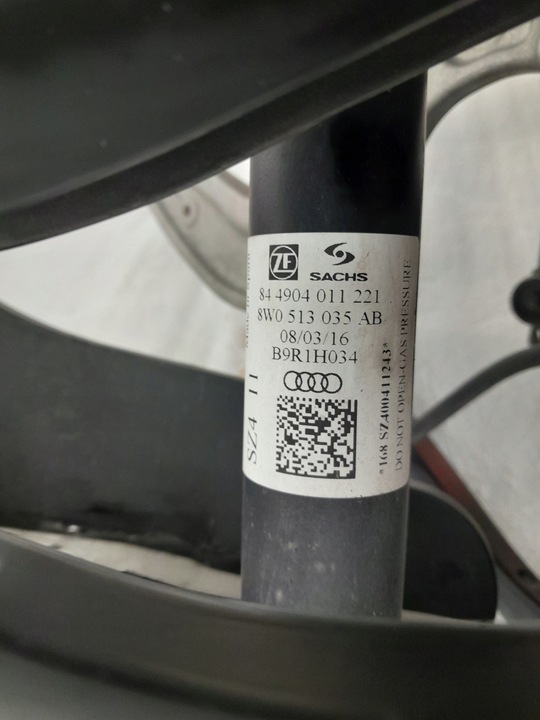 ZF
SACHS
84 4904 011 221
8W0 513 035 AB
08/03/16
B9R1H034
SZ4 11
*168 SZ400411243*
DO NOT OPEN-GAS PRESSURE